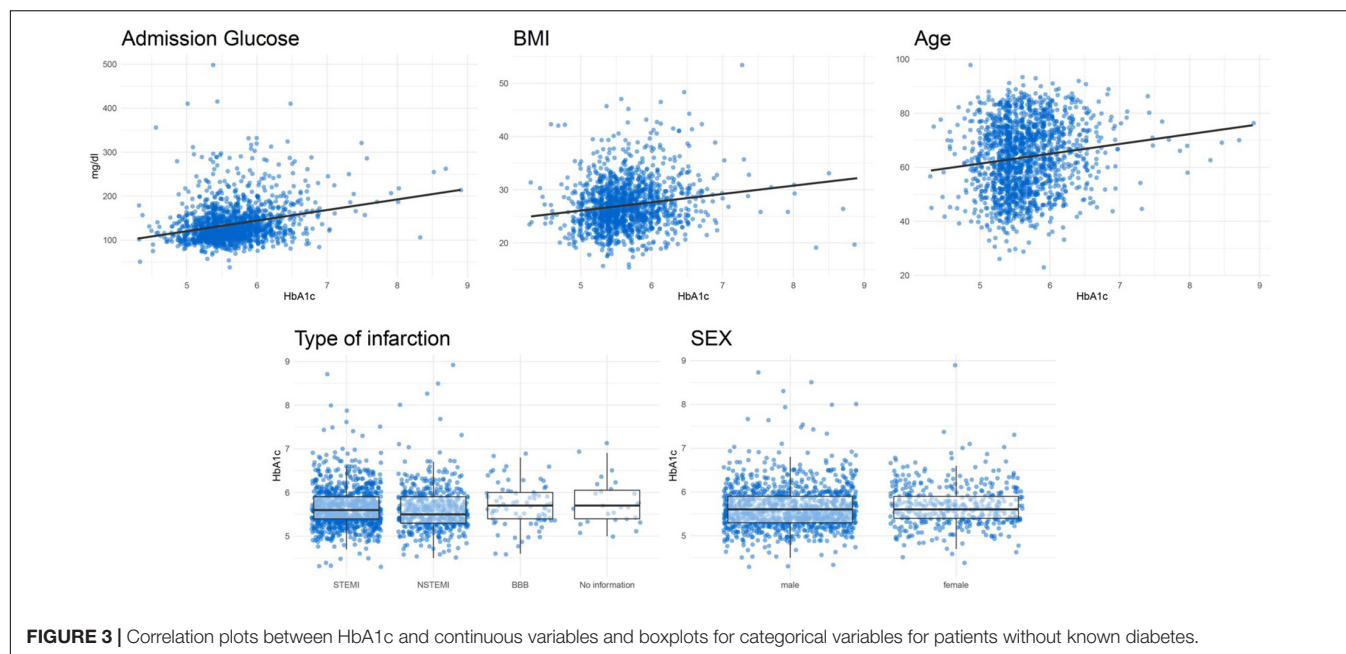 Admission Glucose
500
400
300
200
100
mg/dl
5
6
7
8
9
HbA1c
BMI
50
40
30
20
5
6
7
8
9
HbA1c
Age
100
80
60
40
20
5
6
7
8
9
HbA1c
Type of infarction
9
8
7
6
5
HbA1c
STEMI
NSTEMI
BBB
No information
SEX
9
8
7
6
5
HbA1c
male
female
FIGURE 3 | Correlation plots between HbA1c and continuous variables and boxplots for categorical variables for patients without known diabetes.